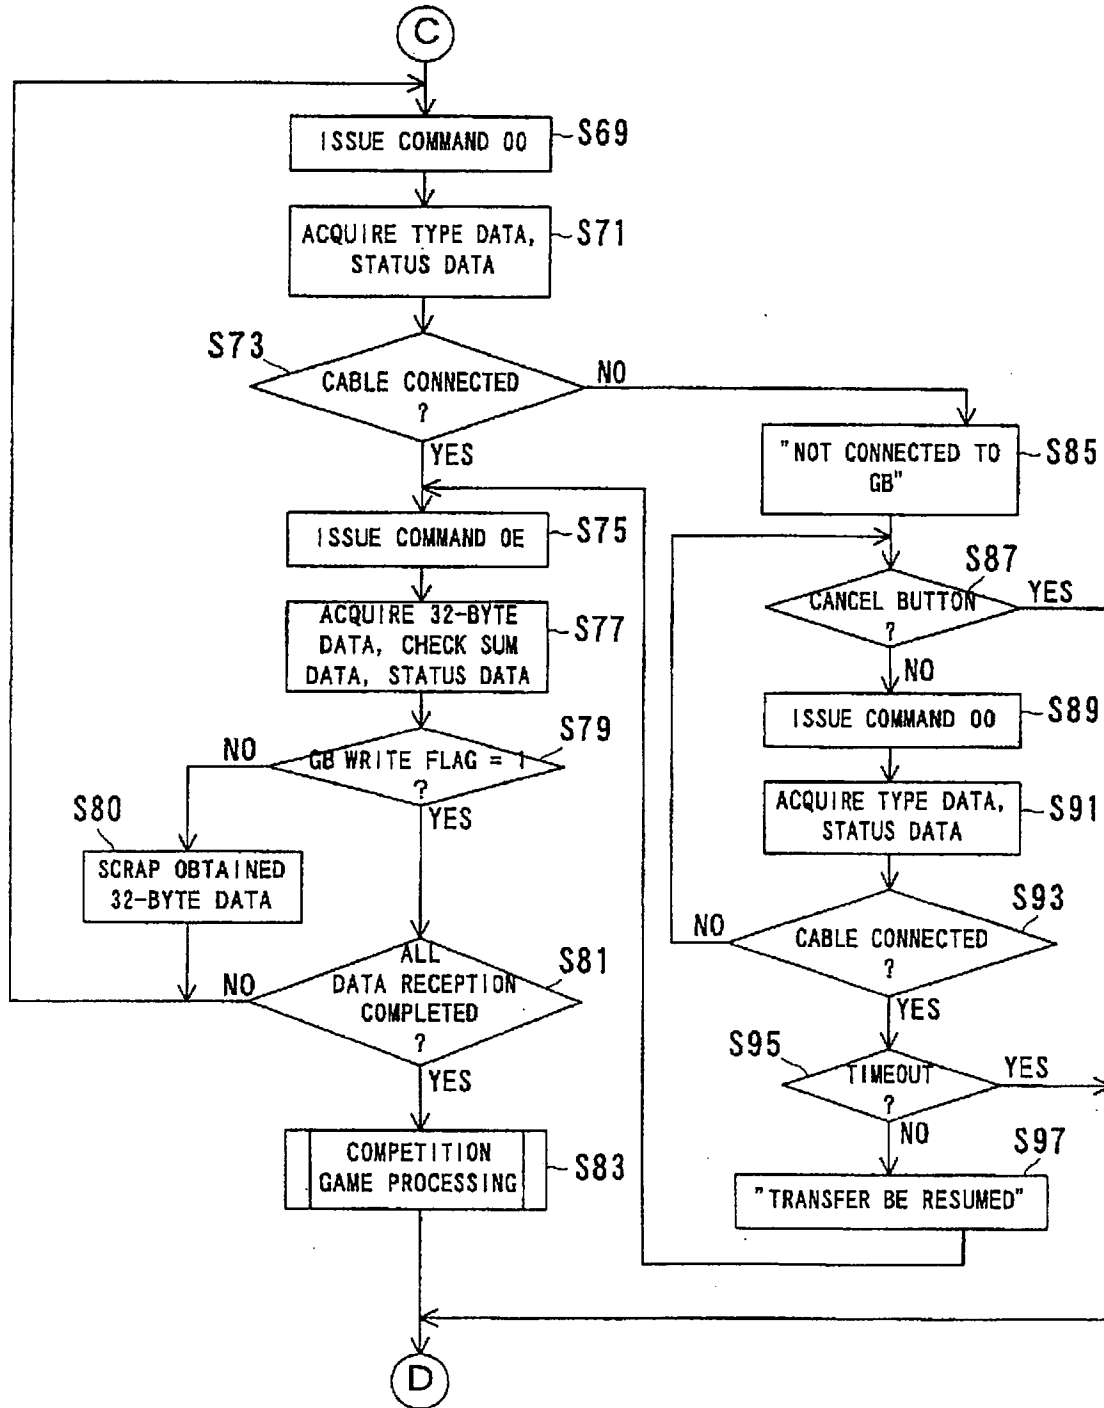 C
ISSUE COMMAND 00
S69
ACQUIRE TYPE DATA,
STATUS DATA
S71
S73
CABLE CONNECTED
?
NO
YES
ISSUE COMMAND 0E
S75
ACQUIRE 32-BYTE
DATA, CHECK SUM
DATA, STATUS DATA
S77
S79
GB WRITE FLAG = 1
?
NO
YES
S80
SCRAP OBTAINED
32-BYTE DATA
ALL
DATA RECEPTION
COMPLETED
?
S81
NO
YES
COMPETITION
GAME PROCESSING
S83
"NOT CONNECTED TO
GB"
S85
S87
CANCEL BUTTON
?
YES
NO
ISSUE COMMAND 00
S89
ACQUIRE TYPE DATA,
STATUS DATA
S91
S93
CABLE CONNECTED
?
NO
YES
S95
TIMEOUT
?
YES
NO
S97
"TRANSFER BE RESUMED"
D